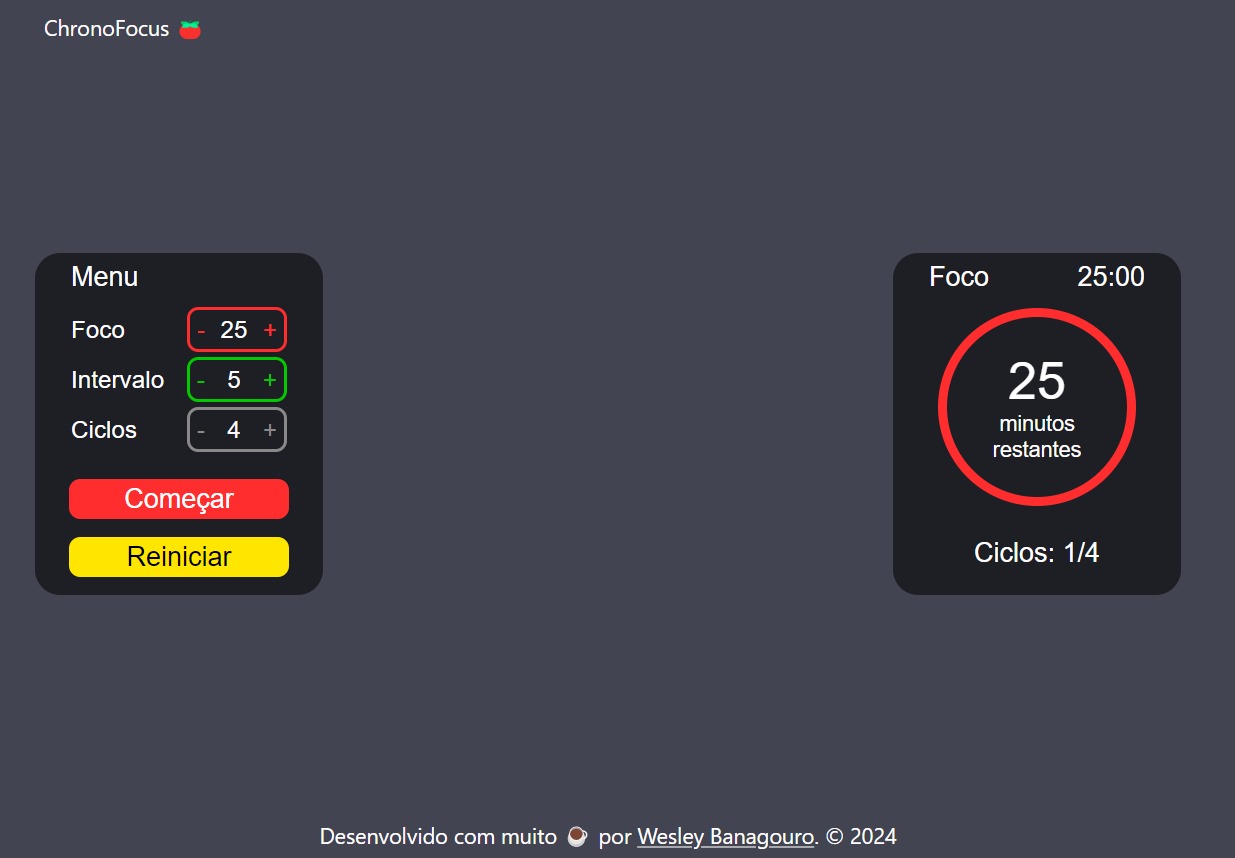 ChronoFocus 🍅
Menu
Foco - 25 +
Intervalo - 5 +
Ciclos - 4 +
Começar
Reiniciar
Foco 25:00
25
minutos
restantes
Ciclos: 1/4
Desenvolvido com muito ☕ por Wesley Banagouro. © 2024